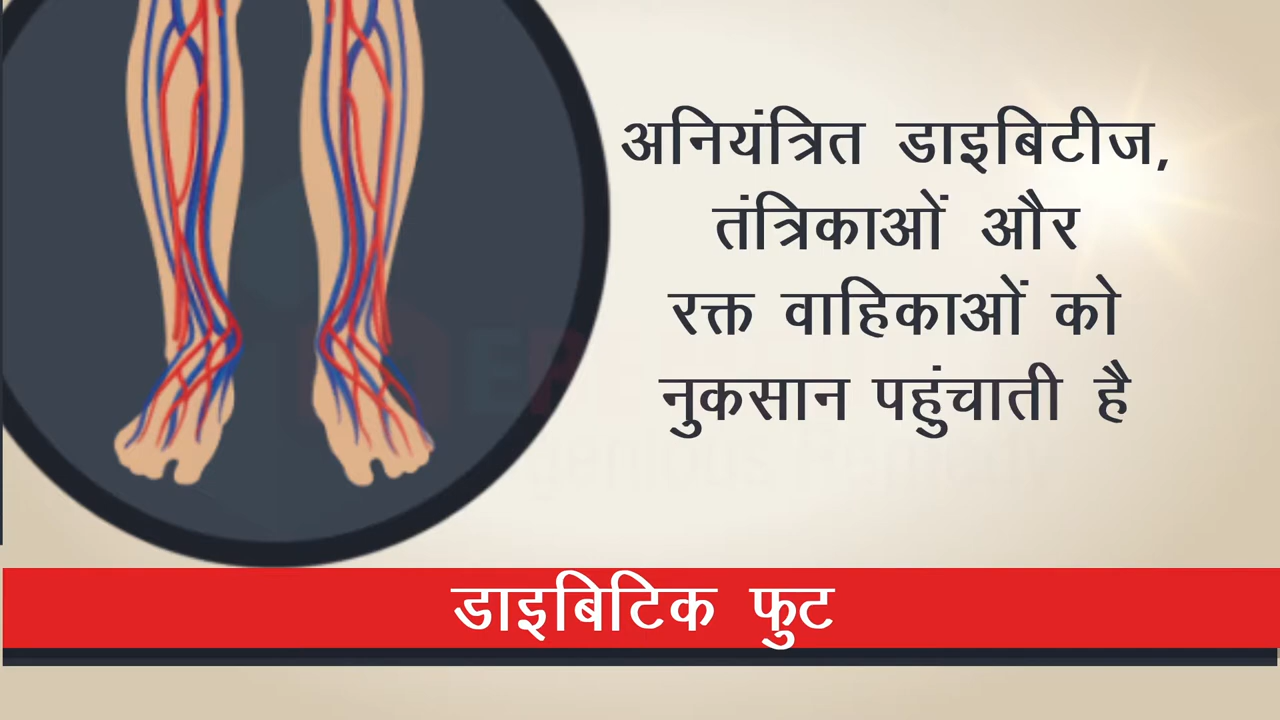 अनियंत्रित डाइबिटीज,
तंत्रिकाओं और
रक्त वाहिकाओं को
नुकसान पहुंचाती है
डाइबिटिक फुट